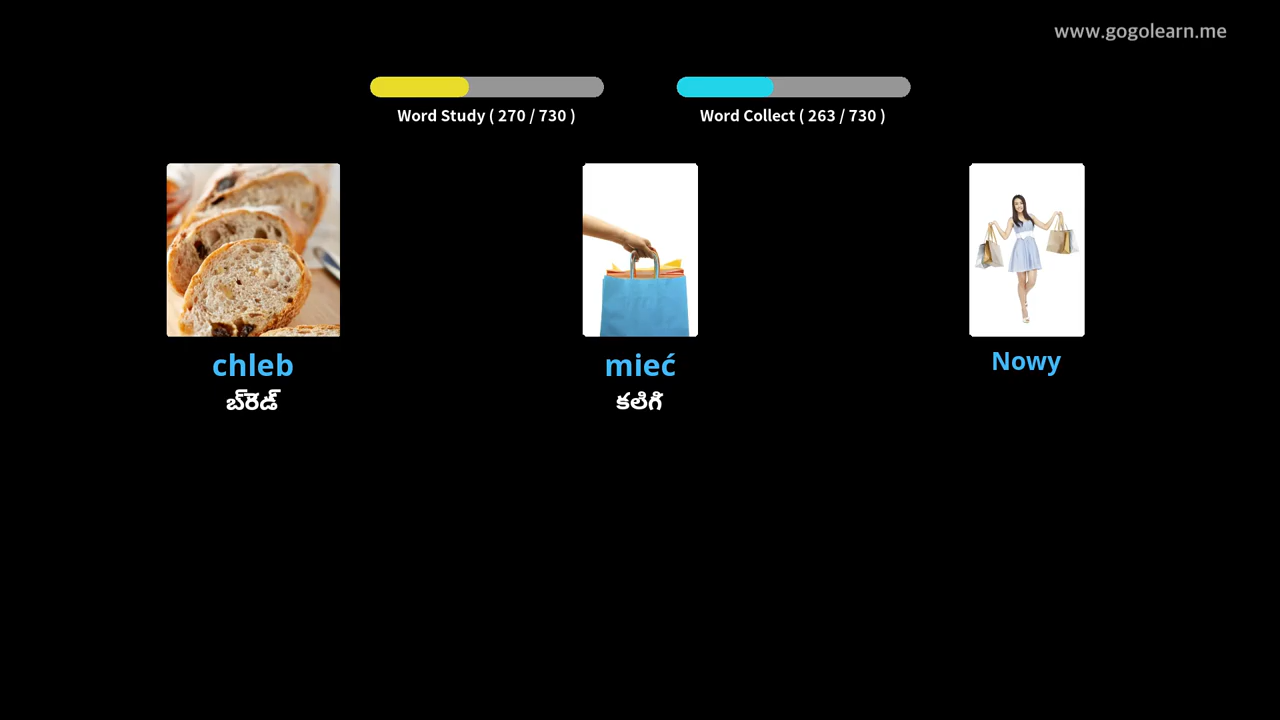 www.gogolearn.me
Word Study ( 270 / 730 )
Word Collect ( 263 / 730 )
chleb
mieć
Nowy
బ్రెడ్
కలిగి